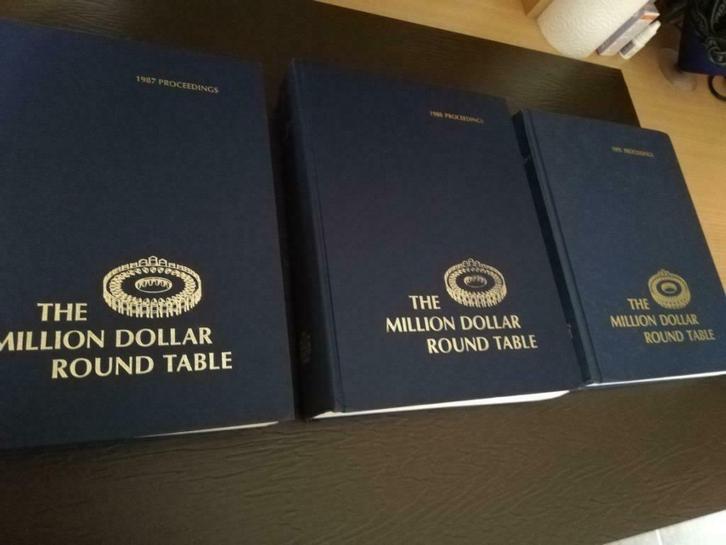 1987 PROCEEDINGS
THE
MILLION DOLLAR
ROUND TABLE
1988 PROCEEDINGS
THE
MILLION DOLLAR
ROUND TABLE
PROCEEDINGS
THE
MILLION DOLLAR
ROUND TABLE